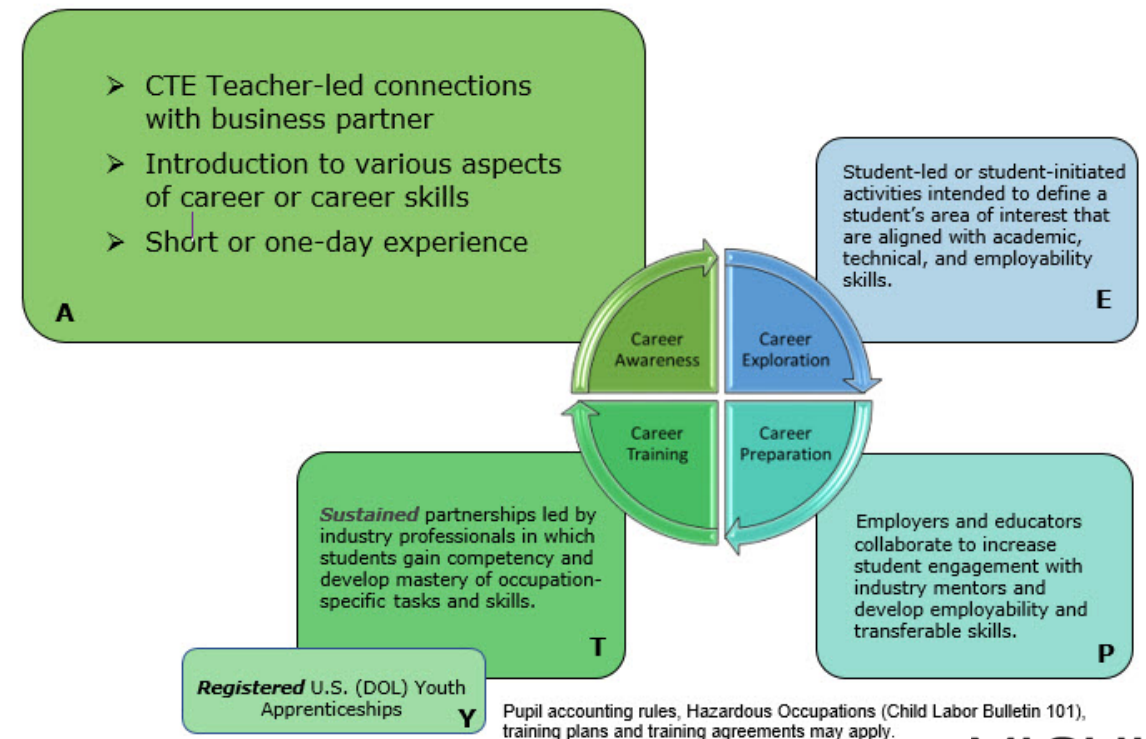 ➢ CTE Teacher-led connections
with business partner
➢ Introduction to various aspects
of career or career skills
➢ Short or one-day experience
A
Student-led or student-initiated
activities intended to define a
student’s area of interest that
are aligned with academic,
technical, and employability
skills.
E
Career
Awareness
Career
Exploration
Career
Training
Career
Preparation
Sustained partnerships led by
industry professionals in which
students gain competency and
develop mastery of occupation-
specific tasks and skills.
T
Employers and educators
collaborate to increase
student engagement with
industry mentors and
develop employability and
transferable skills.
P
Registered U.S. (DOL) Youth
Apprenticeships
Y
Pupil accounting rules, Hazardous Occupations (Child Labor Bulletin 101),
training plans and training agreements may apply.